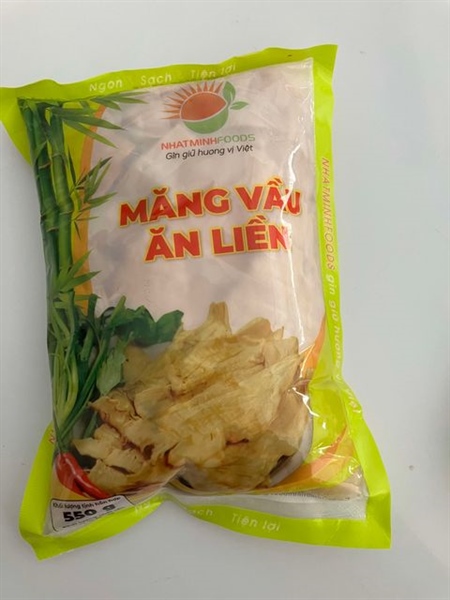 Ngon Sạch Tiện lợi
NHATMINHFOODS
Gìn giữ hương vị Việt
MĂNG VẦU
ĂN LIỀN
NHATMINHFOODS gìn giữ hương
550 g
Tiện lợi